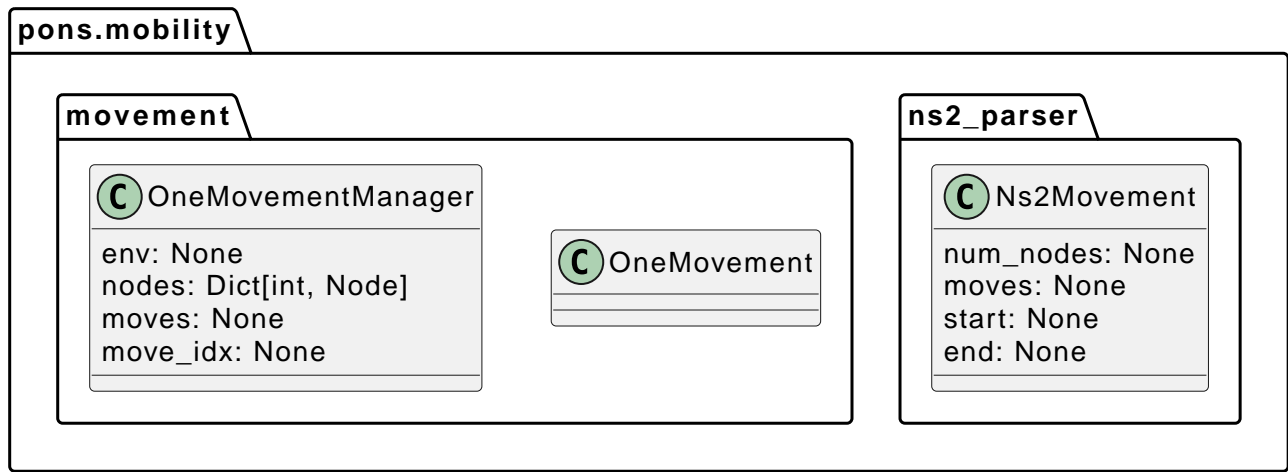 pons.mobility
movement
C OneMovementManager
env: None
nodes: Dict[int, Node]
moves: None
move_idx: None
C OneMovement
ns2_parser
C Ns2Movement
num_nodes: None
moves: None
start: None
end: None